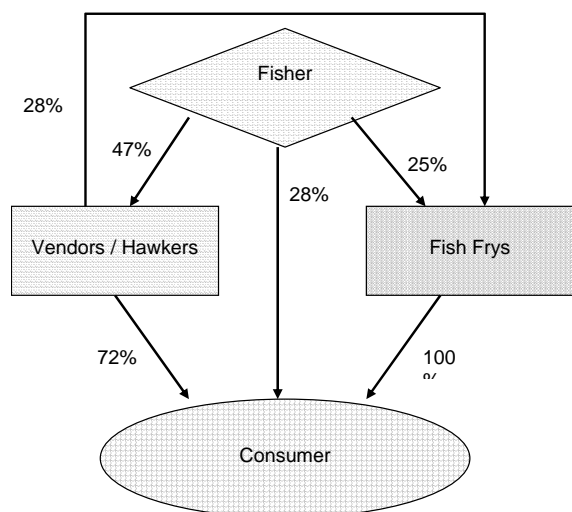 Fisher
28%
47%
25%
28%
Vendors / Hawkers
Fish Frys
72%
100
%
Consumer